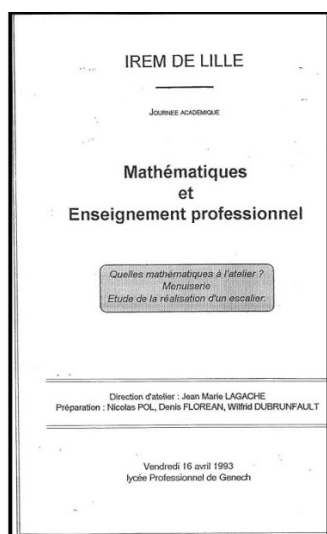 IREM DE LILLE
JOURNEE ACADEMIQUE
Mathématiques
et
Enseignement professionnel
Quelles mathématiques à l'atelier ?
Menuiserie
Etude de la réalisation d'un escalier.
Direction d'atelier : Jean Marie LAGACHE
Préparation : Nicolas POL, Denis FLOREAN, Wilfrid DUBRUNFAULT
Vendredi 16 avril 1993
lycée Professionnel de Genech